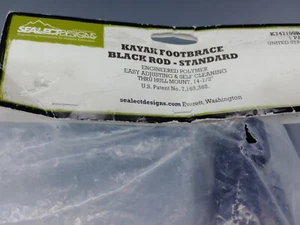 SEALECTDESIGNS
KAYAK FOOTBRACE
BLACK ROD - STANDARD
ENGINEERED POLYMER
EASY ADJUSTING & SELF CLEANING
THRU HULL MOUNT, 14-1/2"
U.S. Patent No. 7,165,366.
sealectdesigns.com Everett, Washington